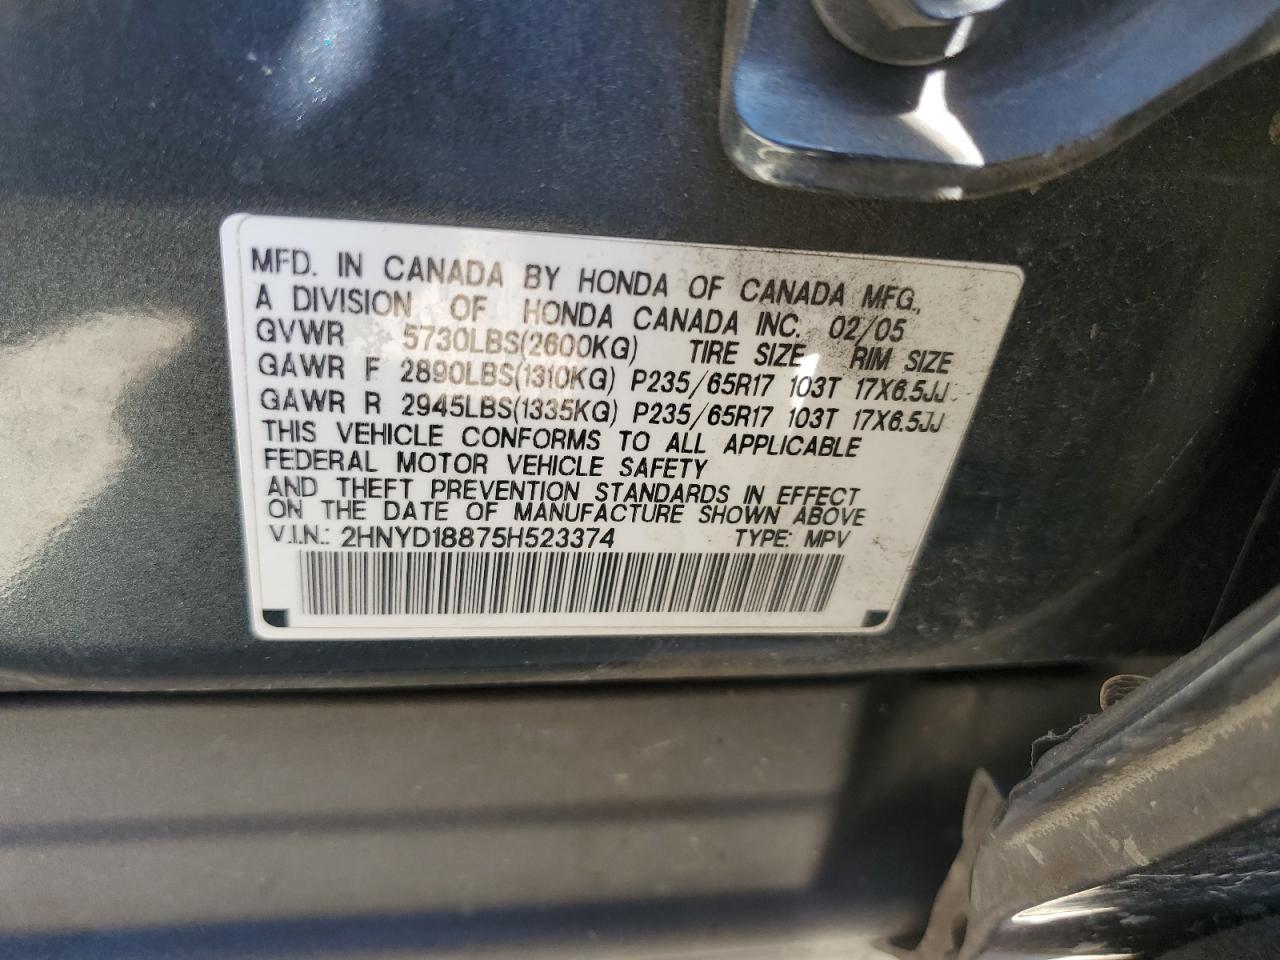 MFD. IN CANADA BY HONDA OF CANADA MFG.,
A DIVISION OF HONDA CANADA INC. 02/05
GVWR 5730LBS(2600KG) TIRE SIZE RIM SIZE
GAWR F 2890LBS(1310KG) P235/65R17 103T 17X6.5JJ
GAWR R 2945LBS(1335KG) P235/65R17 103T 17X6.5JJ
THIS VEHICLE CONFORMS TO ALL APPLICABLE
FEDERAL MOTOR VEHICLE SAFETY
AND THEFT PREVENTION STANDARDS IN EFFECT
ON THE DATE OF MANUFACTURE SHOWN ABOVE
V.I.N.: 2HNYD18875H523374 TYPE: MPV